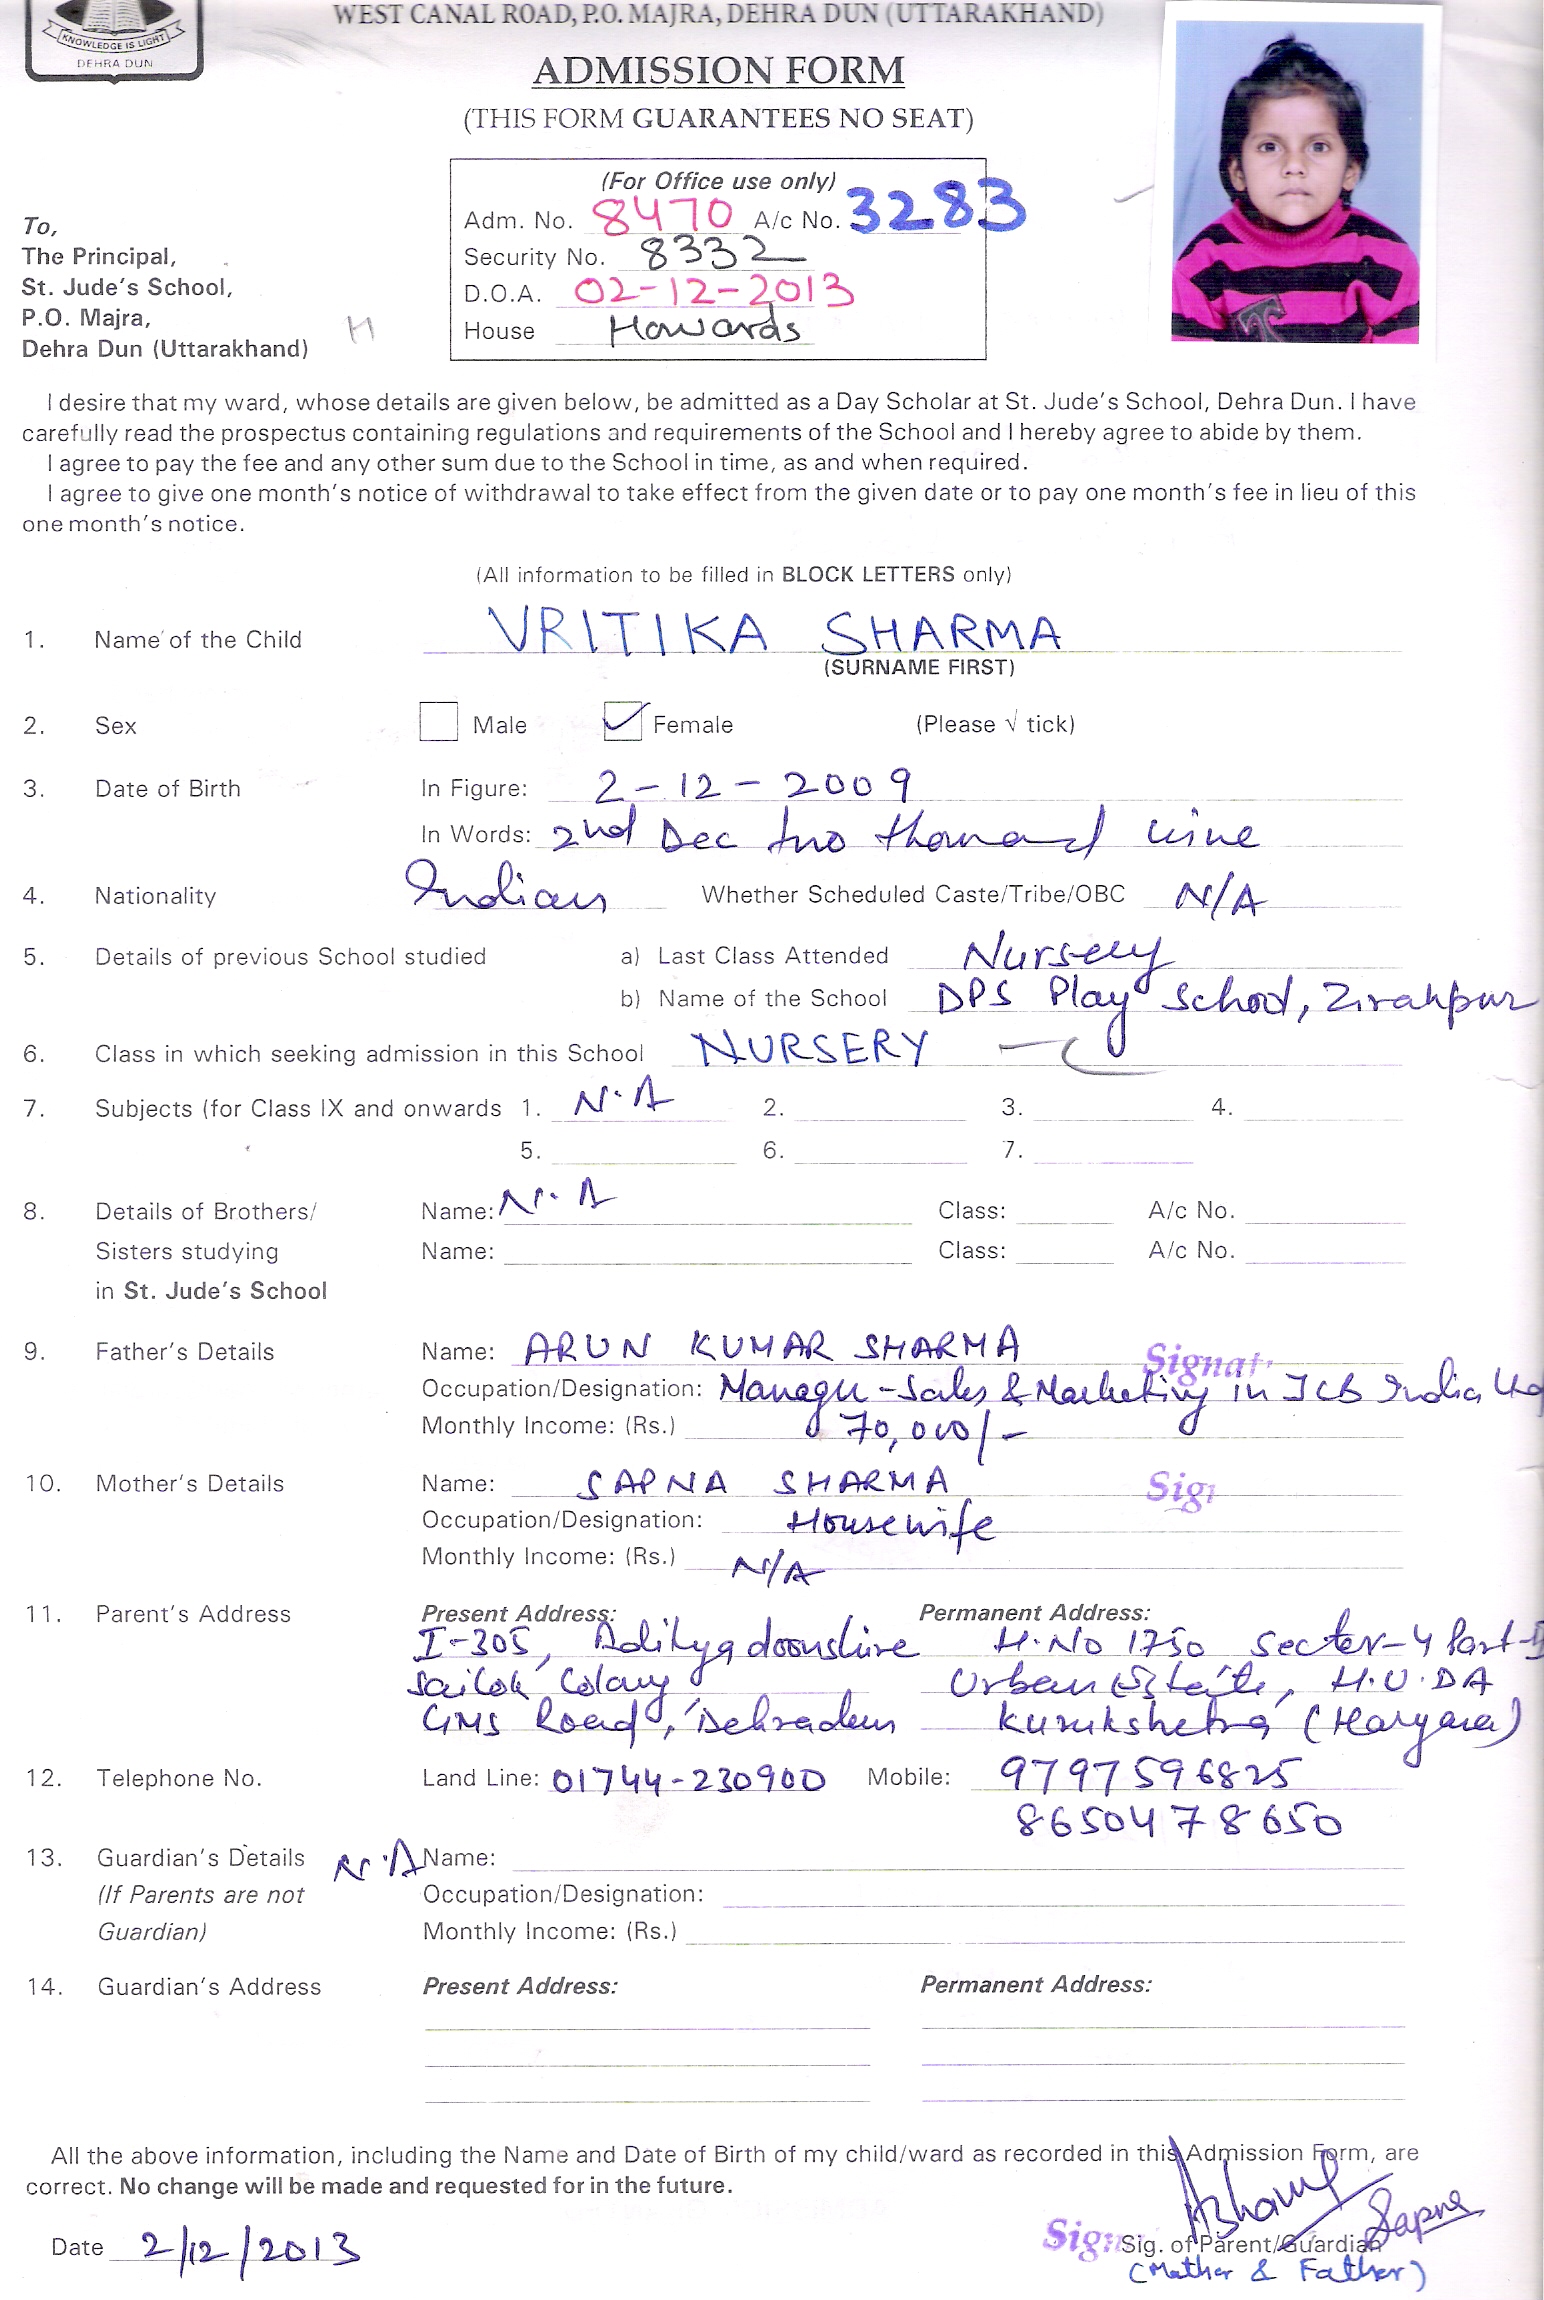 WEST CANAL ROAD, P.O. MAJRA, DEHRA DUN (UTTARAKHAND)
KNOWLEDGE IS LIGHT
DEHRA DUN
ADMISSION FORM
(THIS FORM GUARANTEES NO SEAT)
(For Office use only)
Adm. No. 8470 A/c No. 3283
Security No. 8332
D.O.A. 02-12-2013
House Howards
To,
The Principal,
St. Jude's School,
P.O. Majra,
Dehra Dun (Uttarakhand)
H
I desire that my ward, whose details are given below, be admitted as a Day Scholar at St. Jude's School, Dehra Dun. I have
carefully read the prospectus containing regulations and requirements of the School and I hereby agree to abide by them.
I agree to pay the fee and any other sum due to the School in time, as and when required.
I agree to give one month's notice of withdrawal to take effect from the given date or to pay one month's fee in lieu of this
one month's notice.
(All information to be filled in BLOCK LETTERS only)
1. Name of the Child VRITIKA SHARMA
(SURNAME FIRST)
2. Sex Male ✓ Female (Please √ tick)
3. Date of Birth In Figure: 2-12-2009
In Words: 2nd Dec two thousand nine
4. Nationality Indian Whether Scheduled Caste/Tribe/OBC N/A
5. Details of previous School studied a) Last Class Attended Nursery
b) Name of the School DPS Play School, Zirakpur
6. Class in which seeking admission in this School NURSERY
7. Subjects (for Class IX and onwards 1. N.A 2. 3. 4.
5. 6. 7.
8. Details of Brothers/ Name: N.A Class: A/c No.
Sisters studying Name: Class: A/c No.
in St. Jude's School
9. Father's Details Name: ARUN KUMAR SHARMA Signat
Occupation/Designation: Manager - Sales & Marketing in JCB India
Monthly Income: (Rs.) 70,000/-
10. Mother's Details Name: SAPNA SHARMA Sig
Occupation/Designation: Housewife
Monthly Income: (Rs.) N/A
11. Parent's Address Present Address: Permanent Address:
I-305, Aditya doonshire H.No 1750 Sector-4 Part-
Sailok Colony Urban Estate, H.U.DA
GMS Road, Dehradun Kurukshetra (Haryana)
12. Telephone No. Land Line: 01744-230900 Mobile: 9797596825
8650478650
13. Guardian's Details N.A Name:
(If Parents are not Occupation/Designation:
Guardian) Monthly Income: (Rs.)
14. Guardian's Address Present Address: Permanent Address:
All the above information, including the Name and Date of Birth of my child/ward as recorded in this Admission Form, are
correct. No change will be made and requested for in the future.
Sapna
Date 2/12/2013 Sign Sig. of Parent/Guardian
(Mother & Father)